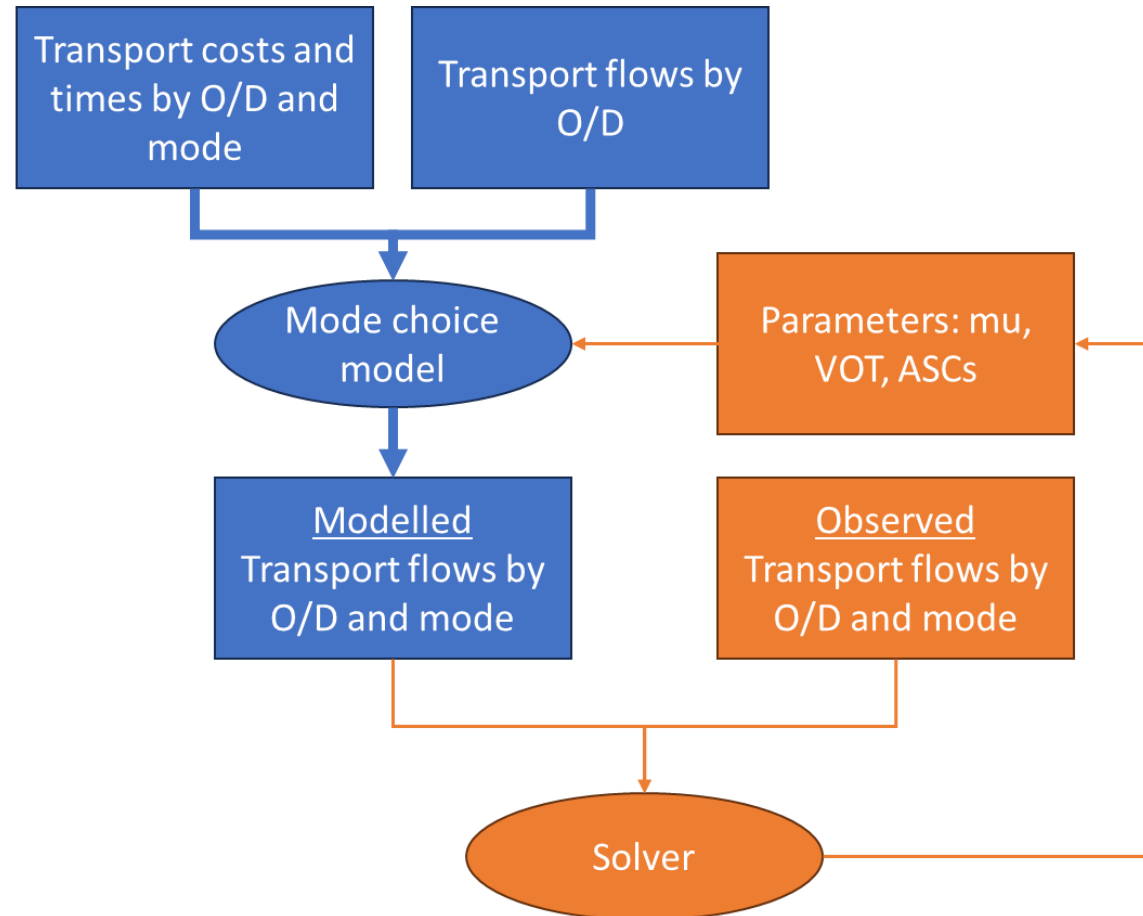 Transport costs and
times by O/D and
mode
Transport flows by
O/D
Mode choice
model
Parameters: mu,
VOT, ASCs
Modelled
Transport flows by
O/D and mode
Observed
Transport flows by
O/D and mode
Solver